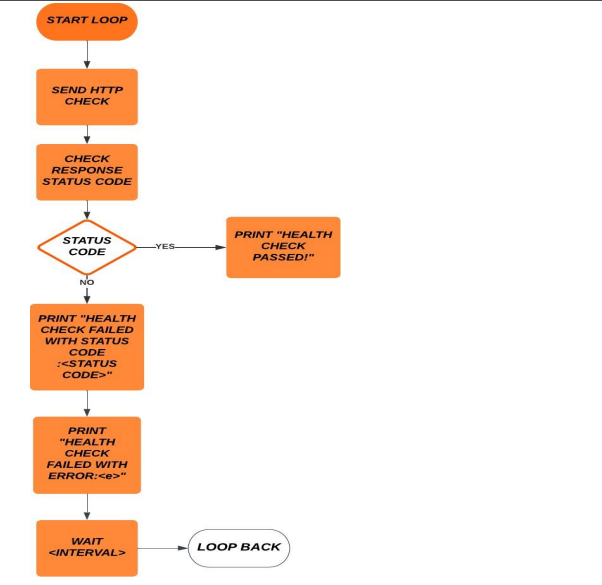 START LOOP
SEND HTTP
CHECK
CHECK
RESPONSE
STATUS CODE
STATUS
CODE
YES
PRINT "HEALTH
CHECK
PASSED!"
NO
PRINT "HEALTH
CHECK FAILED
WITH STATUS
CODE
:<STATUS
CODE>"
PRINT
"HEALTH
CHECK
FAILED WITH
ERROR:<e>"
WAIT
<INTERVAL>
LOOP BACK